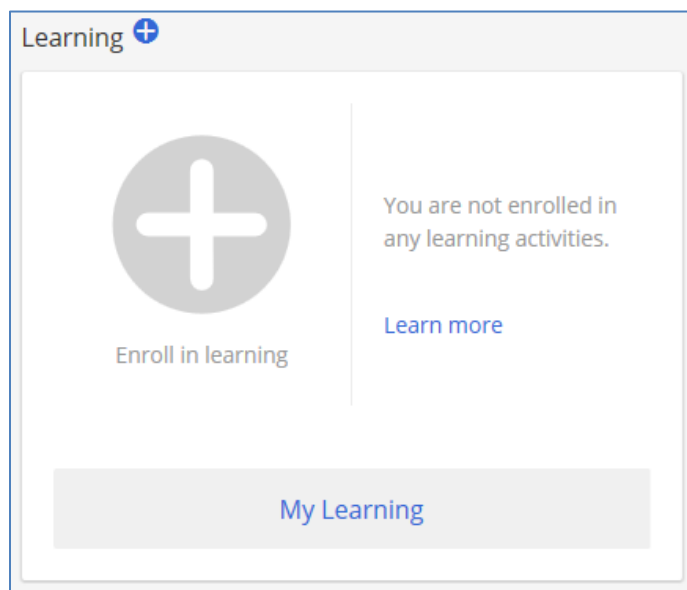 Learning
You are not enrolled in
any learning activities.
Learn more
Enroll in learning
My Learning